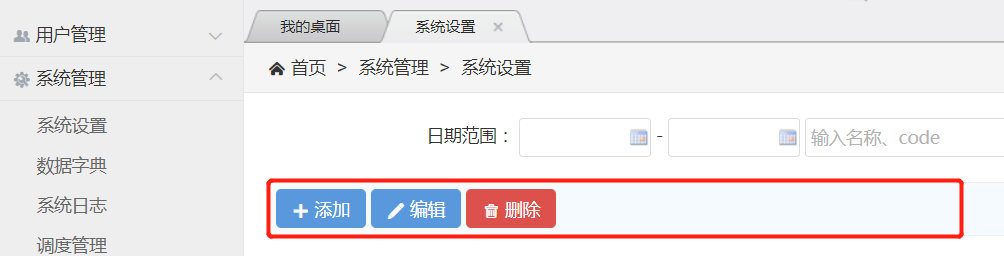 用户管理
系统管理
系统设置
数据字典
系统日志
调度管理
我的桌面
系统设置
首页 > 系统管理 > 系统设置
日期范围： - 输入名称、code
添加 编辑 删除